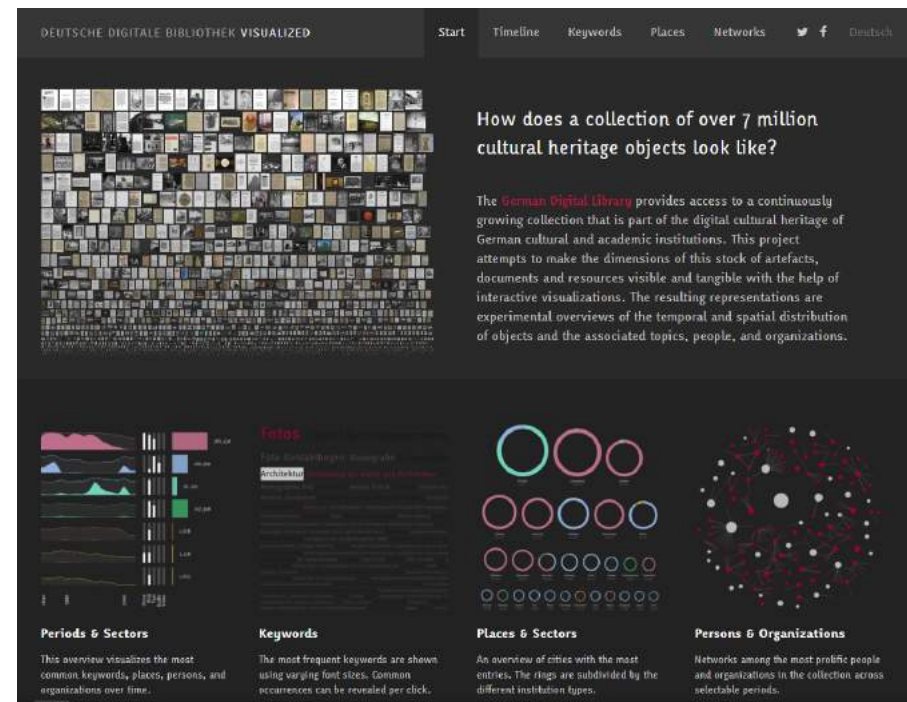 DEUTSCHE DIGITALE BIBLIOTHEK VISUALIZED
Start Timeline Keywords Places Networks Deutsch
How does a collection of over 7 million
cultural heritage objects look like?
The German Digital Library provides access to a continuously
growing collection that is part of the digital cultural heritage of
German cultural and academic institutions. This project
attempts to make the dimensions of this stock of artefacts,
documents and resources visible and tangible with the help of
interactive visualizations. The resulting representations are
experimental overviews of the temporal and spatial distribution
of objects and the associated topics, people, and organizations.
Fotos
Architektur
Periods & Sectors
This overview visualizes the most
common keywords, places, persons, and
organizations over time.
Keywords
The most frequent keywords are shown
using varying font sizes. Common
occurrences can be revealed per click.
Places & Sectors
An overview of cities with the most
entries. The rings are subdivided by the
different institution types.
Persons & Organizations
Networks among the most prolific people
and organizations in the collection across
selectable periods.